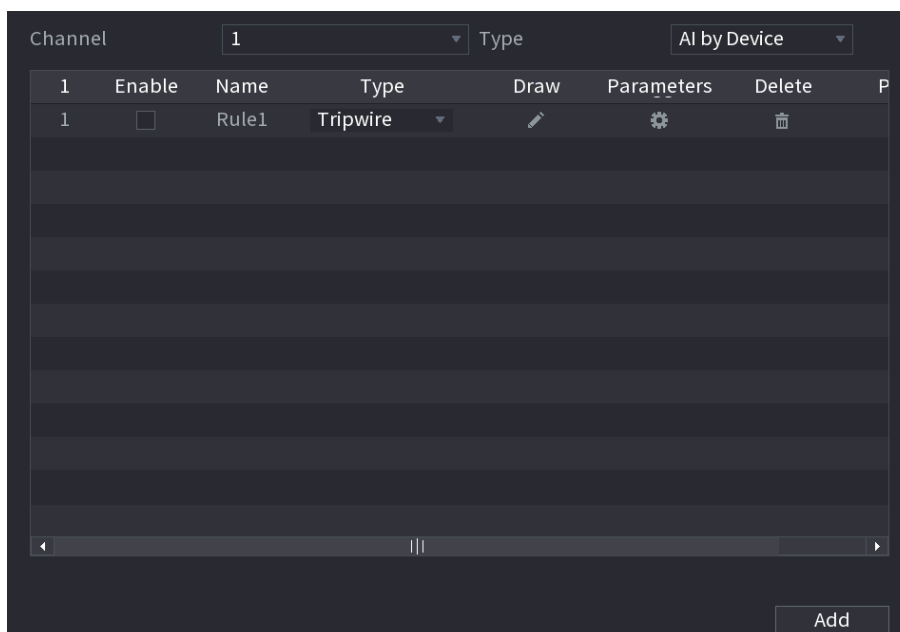 Channel 1 Type AI by Device
1 Enable Name Type Draw Parameters Delete P
1 Rule1 Tripwire
Add